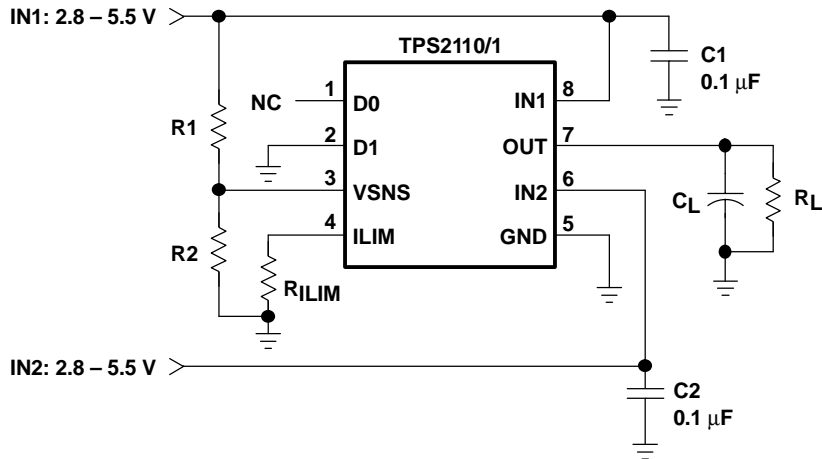 IN1: 2.8 – 5.5 V
TPS2110/1
C1
0.1 μF
NC
1
D0
IN1
8
R1
2
D1
OUT
7
3
VSNS
IN2
6
CL
RL
R2
4
ILIM
GND
5
RILIM
IN2: 2.8 – 5.5 V
C2
0.1 μF